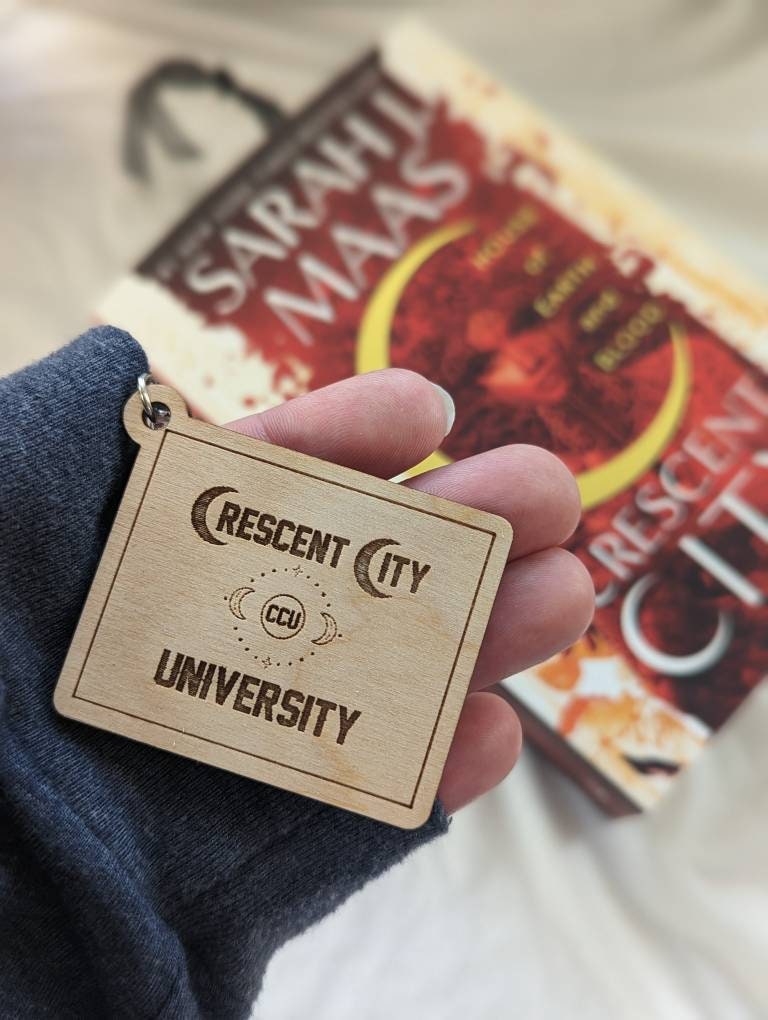 CRESCENT CITY
CCU
UNIVERSITY
SARAH J.
MAAS
HOUSE
OF
EARTH
and
BLOOD
CRESCENT
CITY